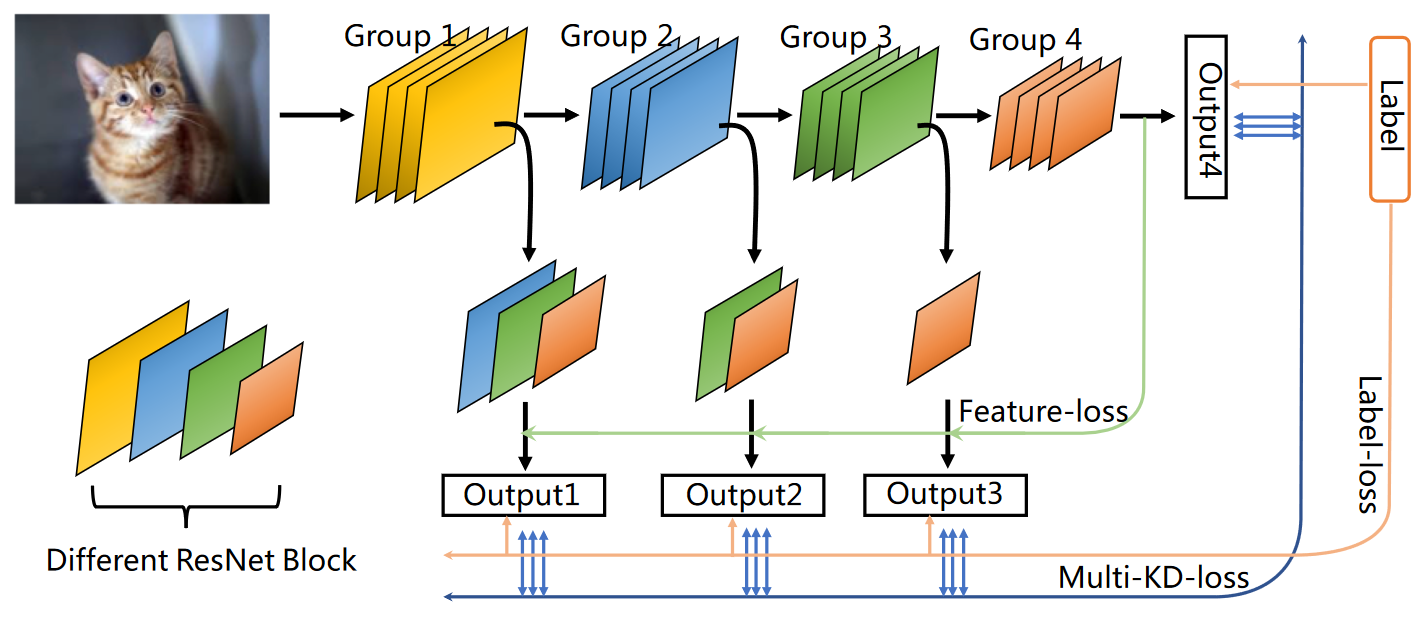 Group 1
Group 2
Group 3
Group 4
Output4
Label
Feature-loss
Label-loss
Output1
Output2
Output3
Different ResNet Block
Multi-KD-loss